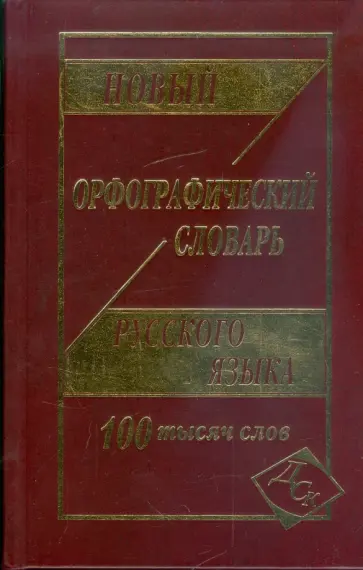 НОВЫЙ
ОРФОГРАФИЧЕСКИЙ
СЛОВАРЬ
РУССКОГО
ЯЗЫКА
100 тысяч слов
ДСК